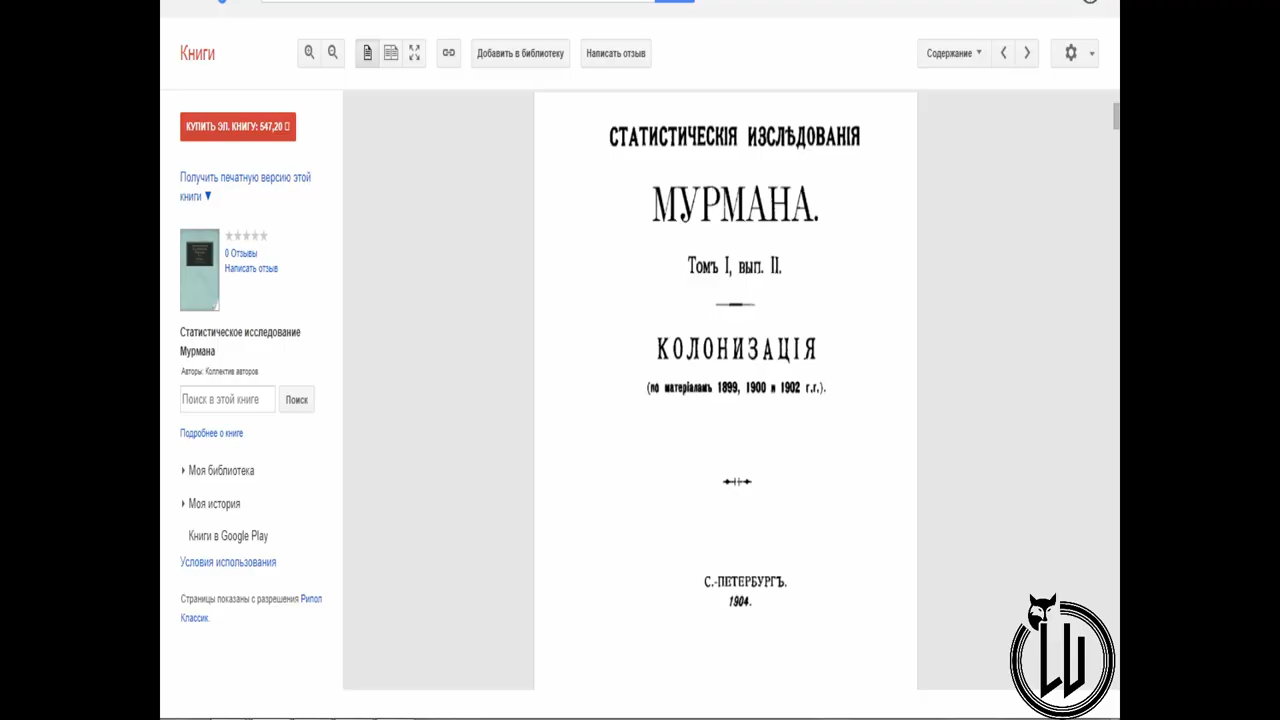 Книги
Добавить в библиотеку
Написать отзыв
Содержание
КУПИТЬ ЭЛ. КНИГУ: 547,20
Получить печатную версию этой
книги
0 Отзывы
Написать отзыв
Статистическое исследование
Мурмана
Авторы: Коллектив авторов
Поиск в этой книге
Поиск
Подробнее о книге
Моя библиотека
Моя история
Книги в Google Play
Условия использования
Страницы показаны с разрешения Рипол
Классик.
СТАТИСТИЧЕСКІЯ ИЗСЛѢДОВАНІЯ
МУРМАНА.
Томъ I, вып. II.
КОЛОНИЗАЦІЯ
(по матеріаламъ 1899, 1900 и 1902 г.г.).
С.-ПЕТЕРБУРГЪ.
1904.
LU